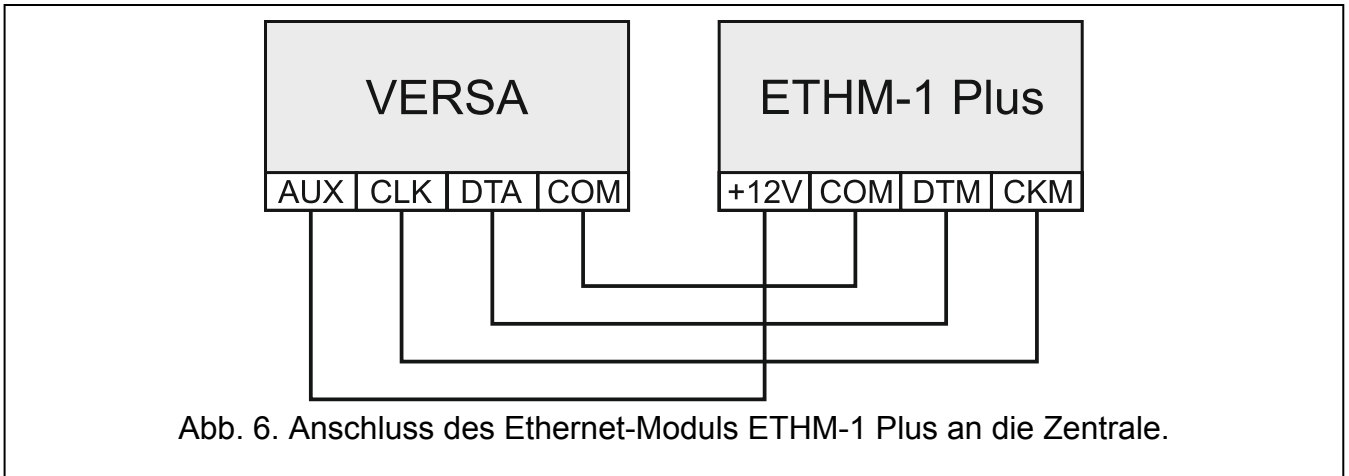 VERSA ETHM-1 Plus
AUX CLK DTA COM +12V COM DTM CKM
Abb. 6. Anschluss des Ethernet-Moduls ETHM-1 Plus an die Zentrale.